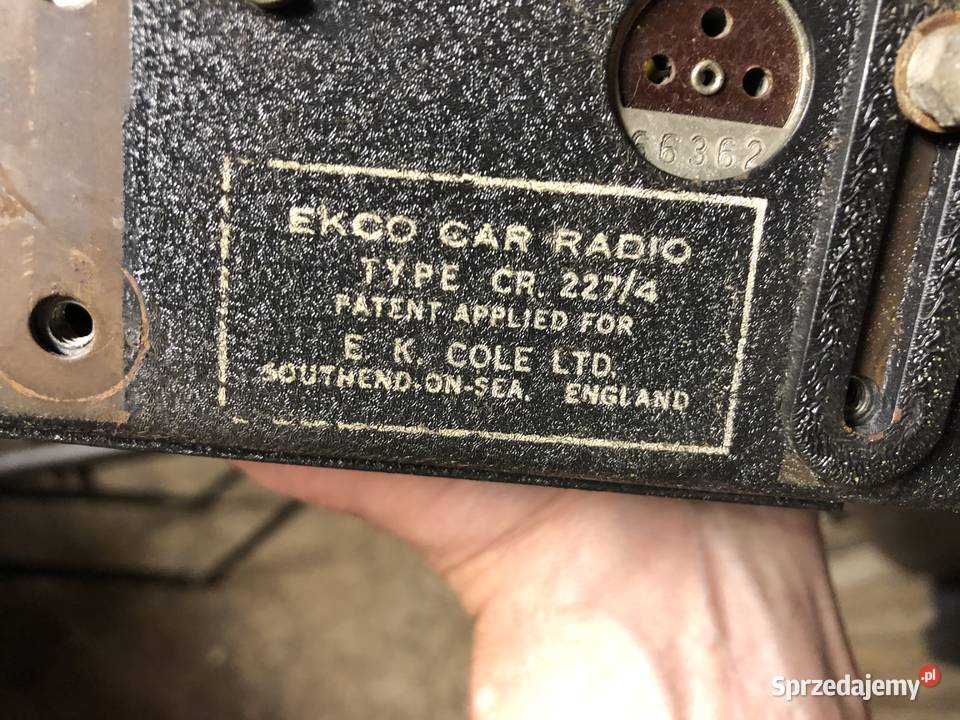 66362
EKCO CAR RADIO
TYPE CR. 227/4
PATENT APPLIED FOR
E. K. COLE LTD.
SOUTHEND-ON-SEA. ENGLAND
Sprzedajemy.pl